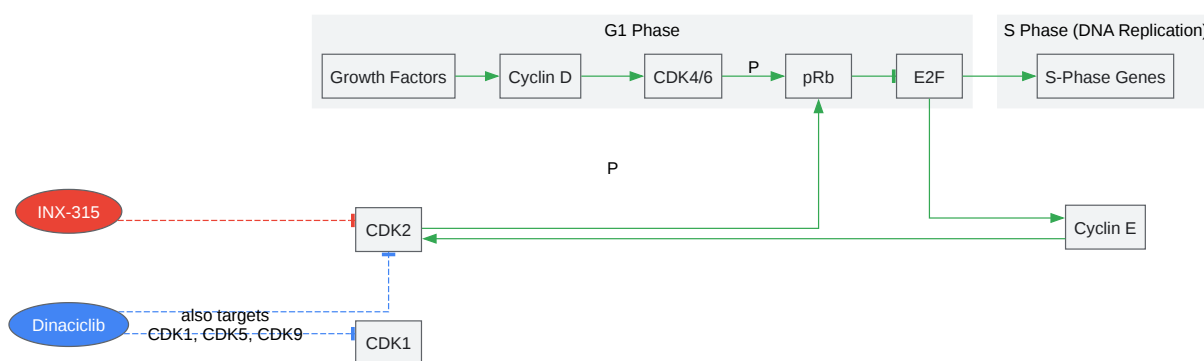 G1 Phase
S Phase (DNA Replication)
Growth Factors
Cyclin D
CDK4/6
P
pRb
E2F
S-Phase Genes
P
INX-315
CDK2
Cyclin E
Dinaciclib
also targets
CDK1, CDK5, CDK9
CDK1